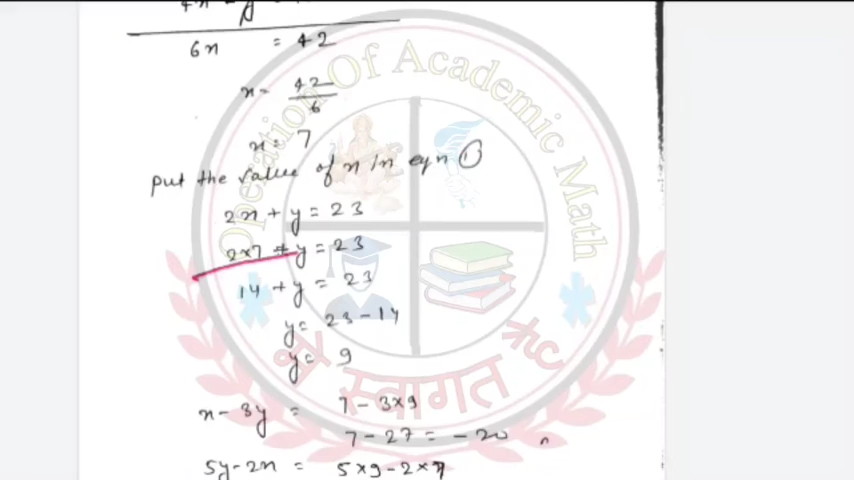 6x = 42
x = 42/6
x = 7
put the value of x in eqn ①
2x + y = 23
2×7 + y = 23
14 + y = 23
y = 23 - 14
y = 9
x - 3y = 7 - 3×9
7 - 27 = -20
5y - 2x = 5×9 - 2×7
Operation Of Academic Math
स्वागत